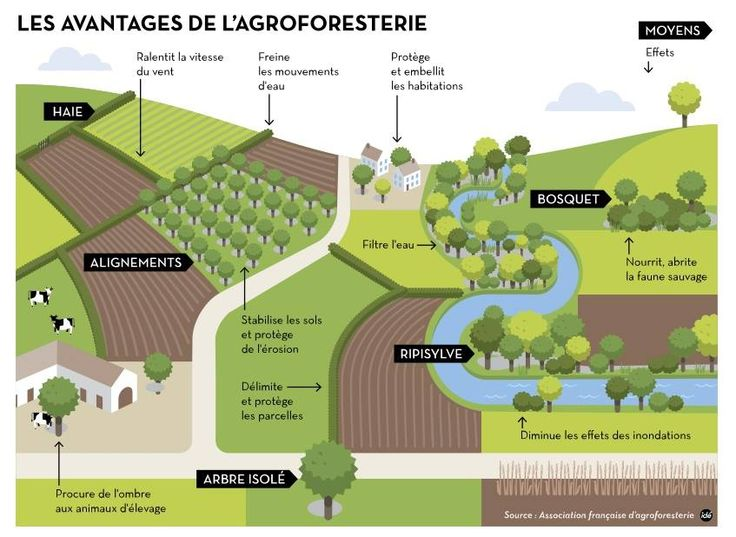 LES AVANTAGES DE L'AGROFORESTERIE
MOYENS
Effets
Ralentit la vitesse
du vent
Freine
les mouvements
d'eau
Protège
et embellit
les habitations
HAIE
BOSQUET
Filtre l'eau
Nourrit, abrite
la faune sauvage
ALIGNEMENTS
Stabilise les sols
et protège
de l'érosion
RIPISYLVE
Délimite
et protège
les parcelles
Diminue les effets des inondations
ARBRE ISOLÉ
Procure de l'ombre
aux animaux d'élevage
Source : Association française d'agroforesterie
idé